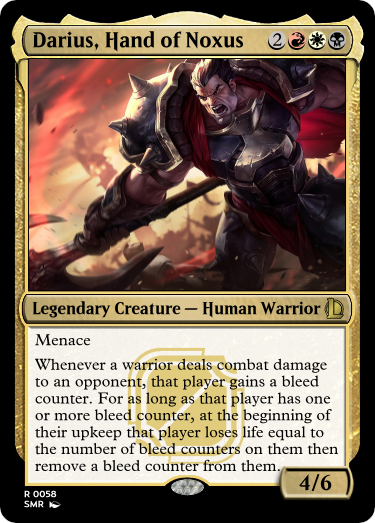 Darius, Hand of Noxus 2
Legendary Creature — Human Warrior
Menace
Whenever a warrior deals combat damage
to an opponent, that player gains a bleed
counter. For as long as that player has one
or more bleed counter, at the beginning of
their upkeep that player loses life equal to
the number of bleed counters on them then
remove a bleed counter from them.
4/6
R 0058
SMR